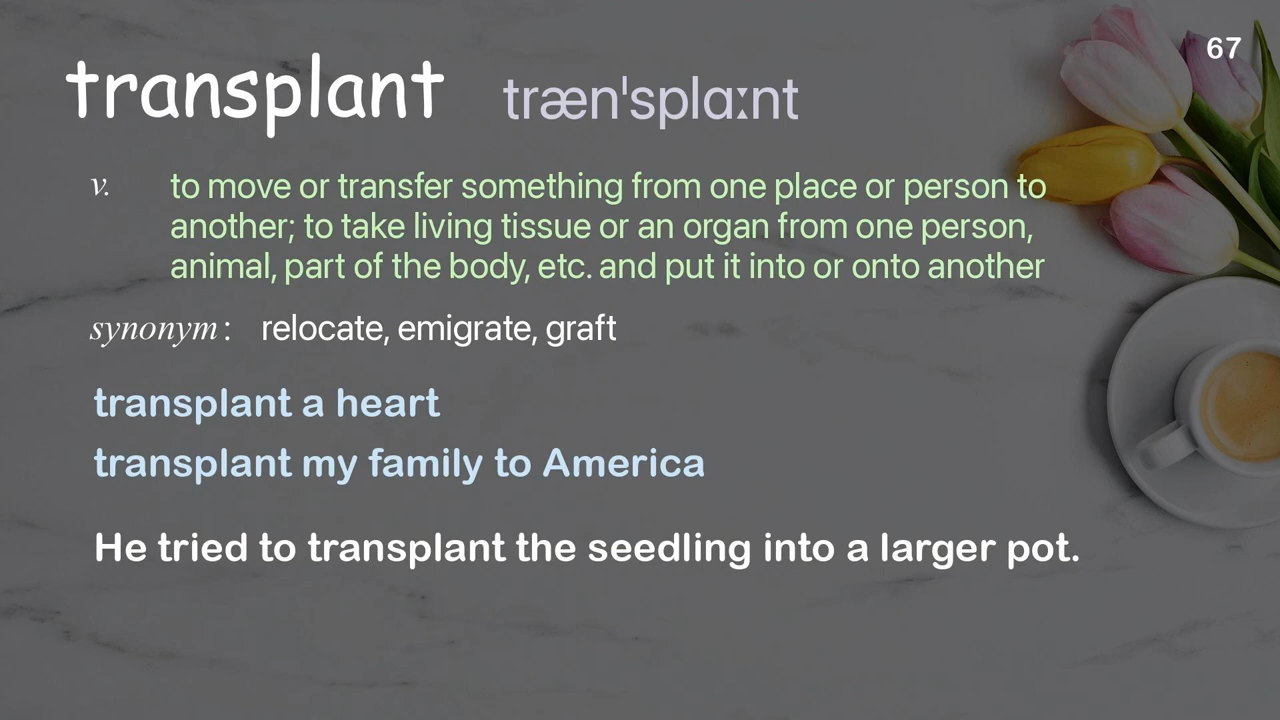 67
transplant træn'splɑːnt
v. to move or transfer something from one place or person to
another; to take living tissue or an organ from one person,
animal, part of the body, etc. and put it into or onto another
synonym: relocate, emigrate, graft
transplant a heart
transplant my family to America
He tried to transplant the seedling into a larger pot.